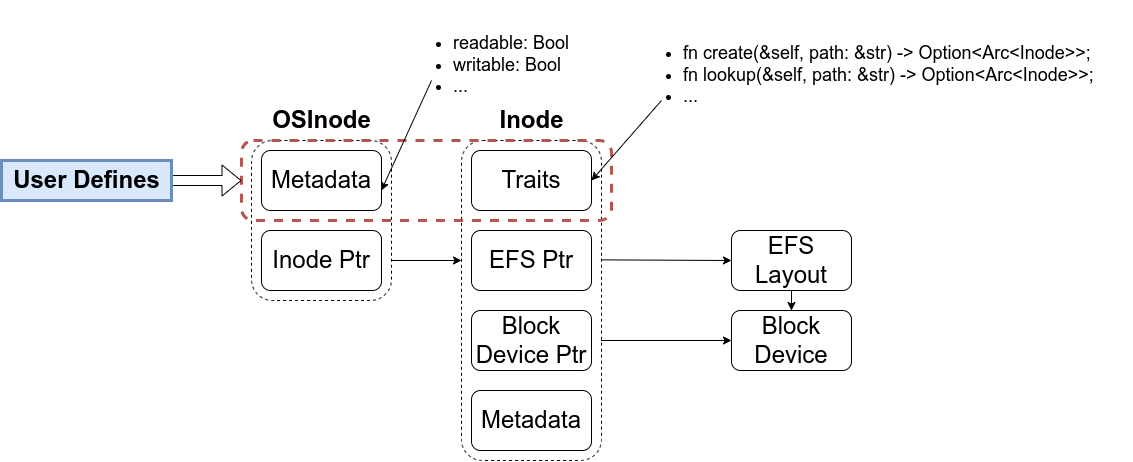 • readable: Bool
• writable: Bool
• ...
• fn create(&self, path: &str) -> Option<Arc<Inode>>;
• fn lookup(&self, path: &str) -> Option<Arc<Inode>>;
• ...
OSInode
Inode
User Defines
Metadata
Traits
Inode Ptr
EFS Ptr
EFS
Layout
Block
Device Ptr
Block
Device
Metadata